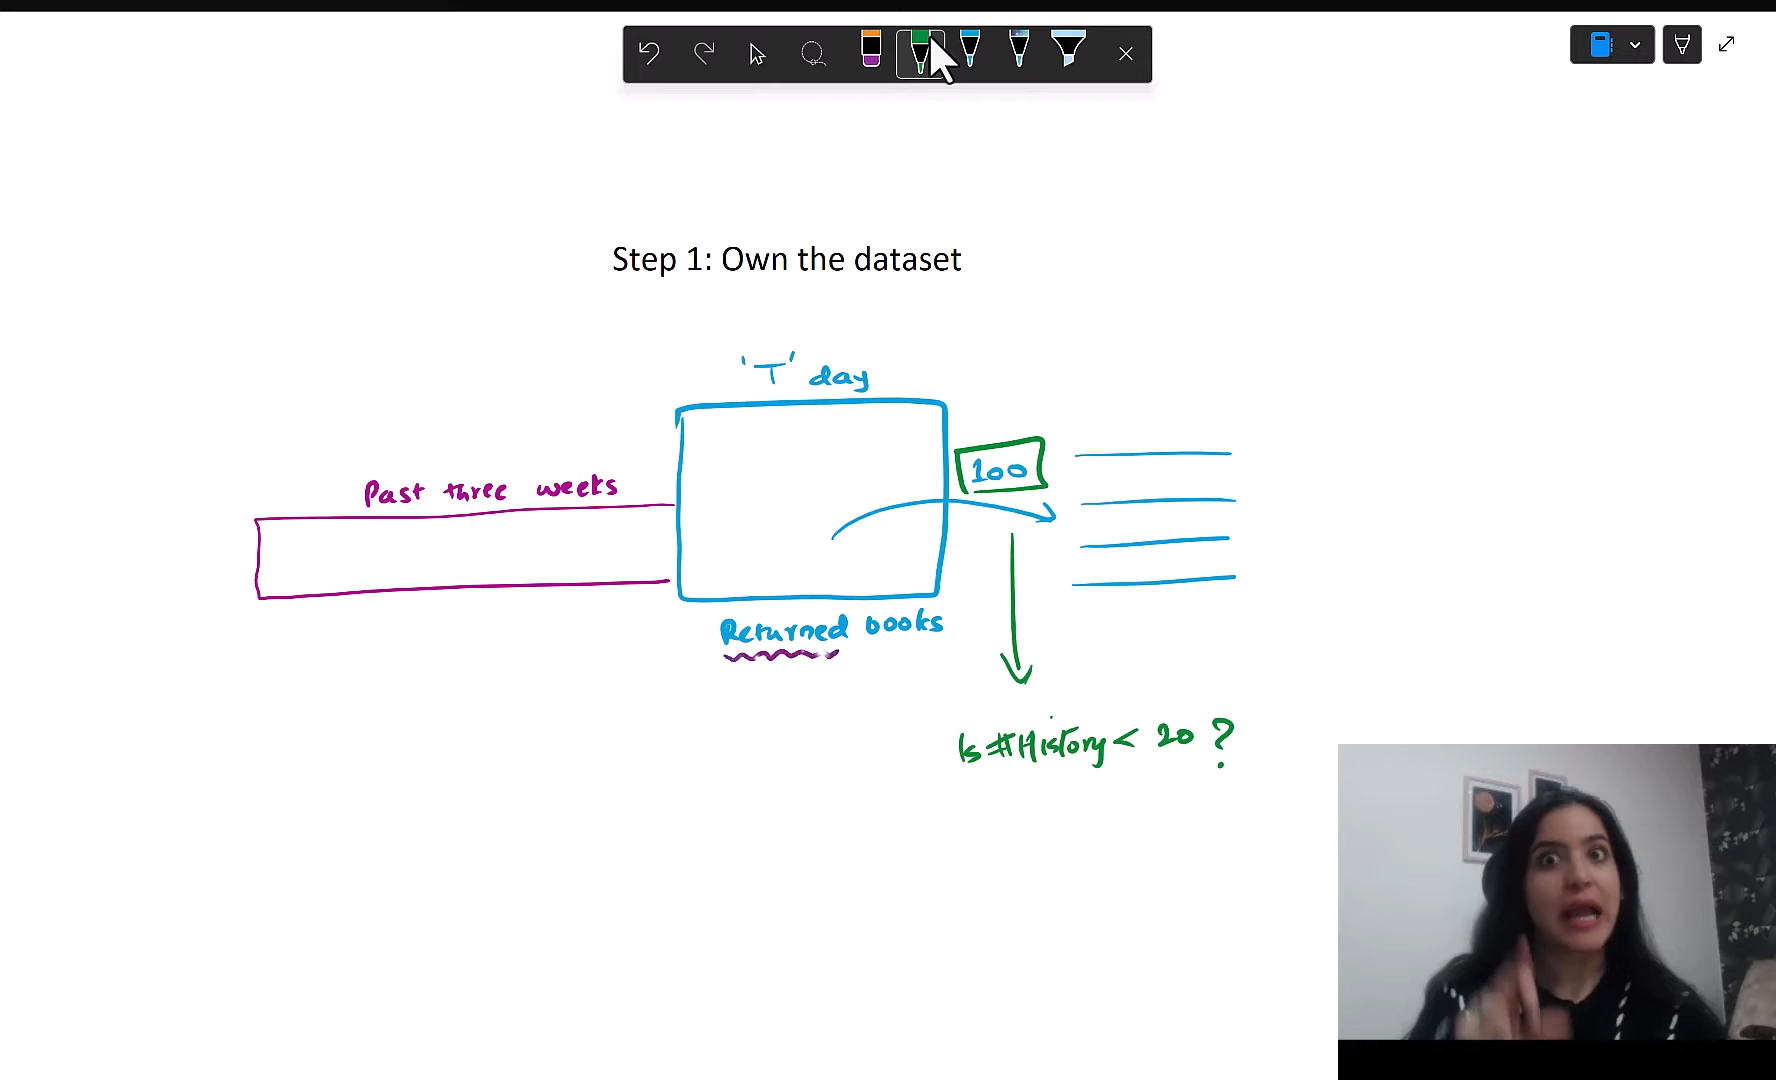 Step 1: Own the dataset
'T' day
Past three weeks
100
Returned books
Is #History < 20 ?